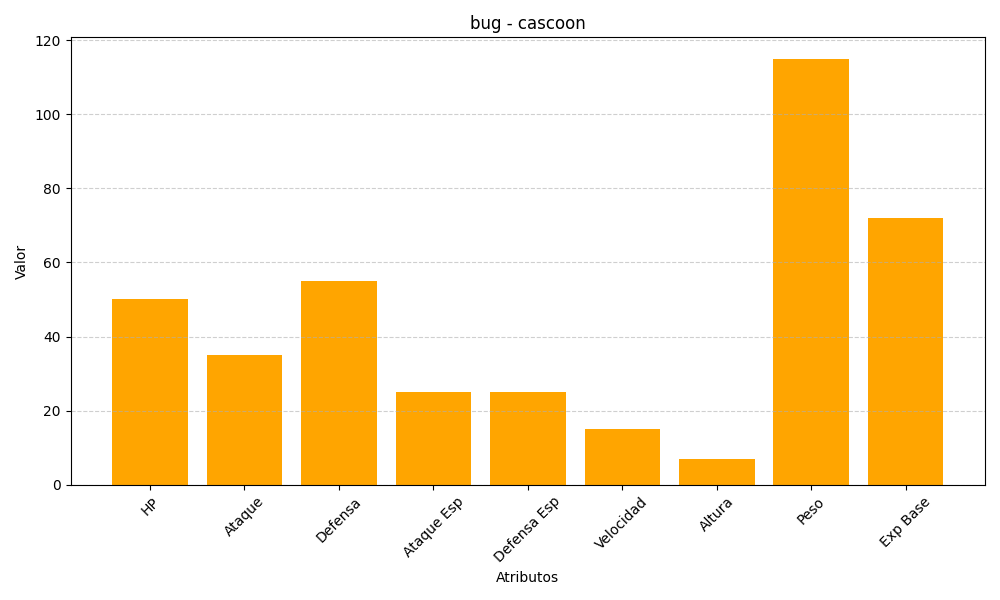 bug - cascoon
Valor
120
100
80
60
40
20
0
HP
Ataque
Defensa
Ataque Esp
Defensa Esp
Velocidad
Altura
Peso
Exp Base
Atributos